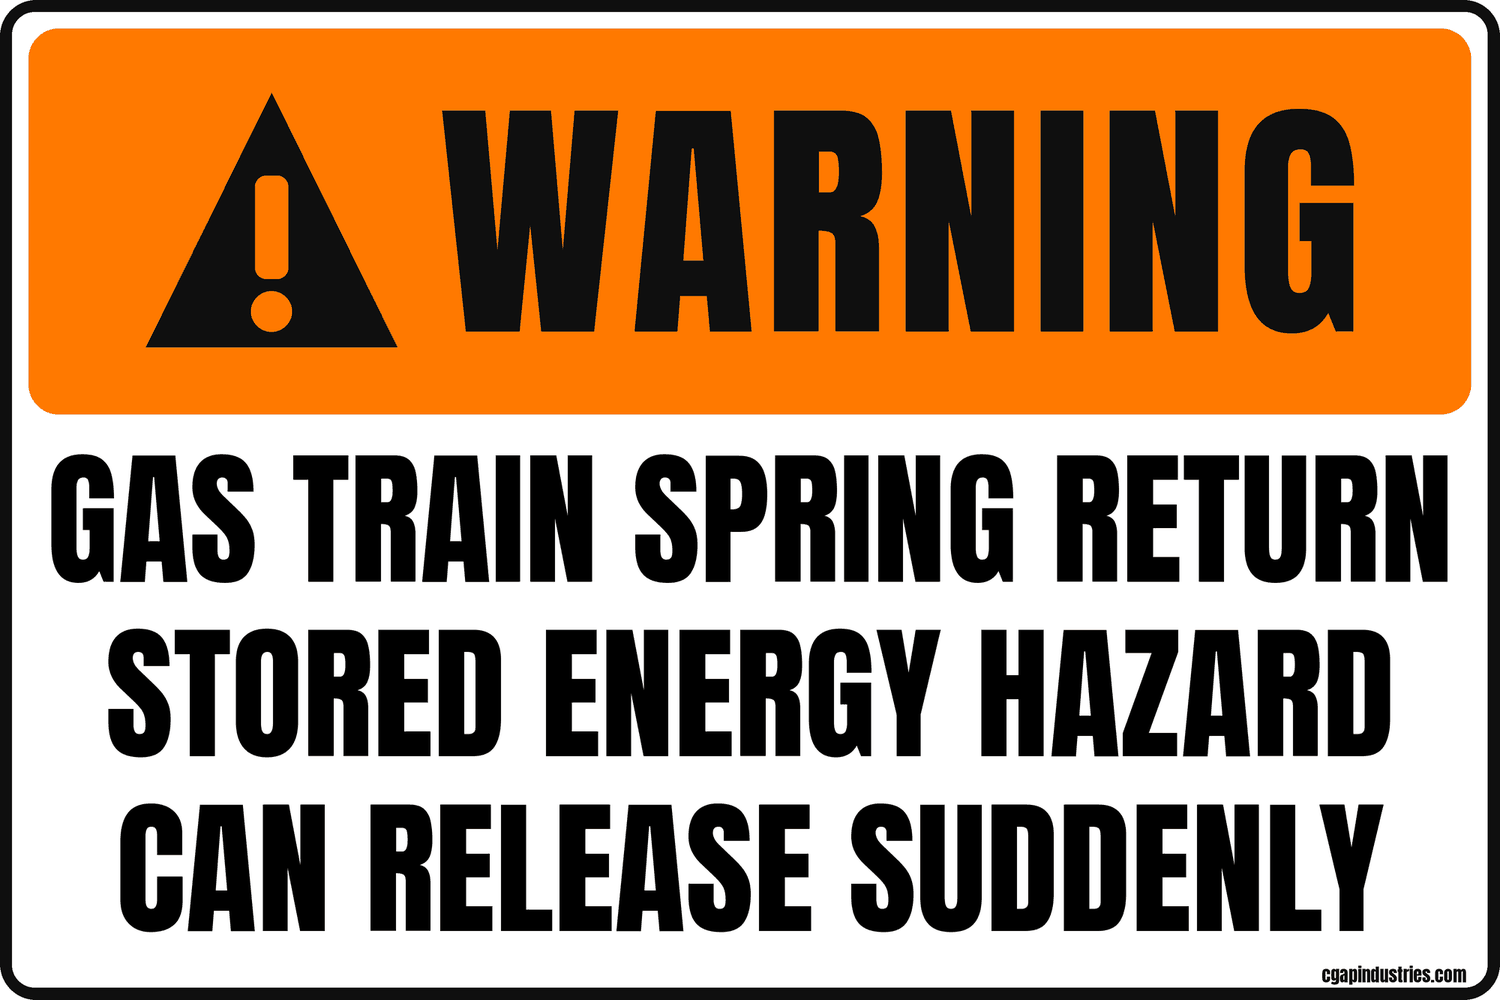 WARNING
GAS TRAIN SPRING RETURN
STORED ENERGY HAZARD
CAN RELEASE SUDDENLY
cgapindustries.com